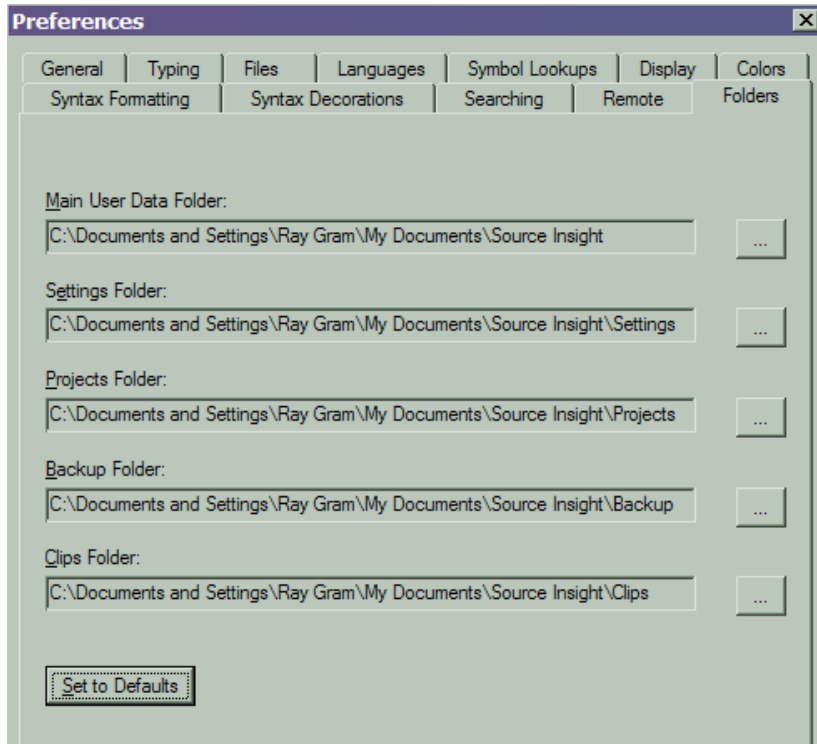 Preferences
General Typing Files Languages Symbol Lookups Display Colors
Syntax Formatting Syntax Decorations Searching Remote Folders
Main User Data Folder:
C:\Documents and Settings\Ray Gram\My Documents\Source Insight
...
Settings Folder:
C:\Documents and Settings\Ray Gram\My Documents\Source Insight\Settings
...
Projects Folder:
C:\Documents and Settings\Ray Gram\My Documents\Source Insight\Projects
...
Backup Folder:
C:\Documents and Settings\Ray Gram\My Documents\Source Insight\Backup
...
Clips Folder:
C:\Documents and Settings\Ray Gram\My Documents\Source Insight\Clips
...
Set to Defaults